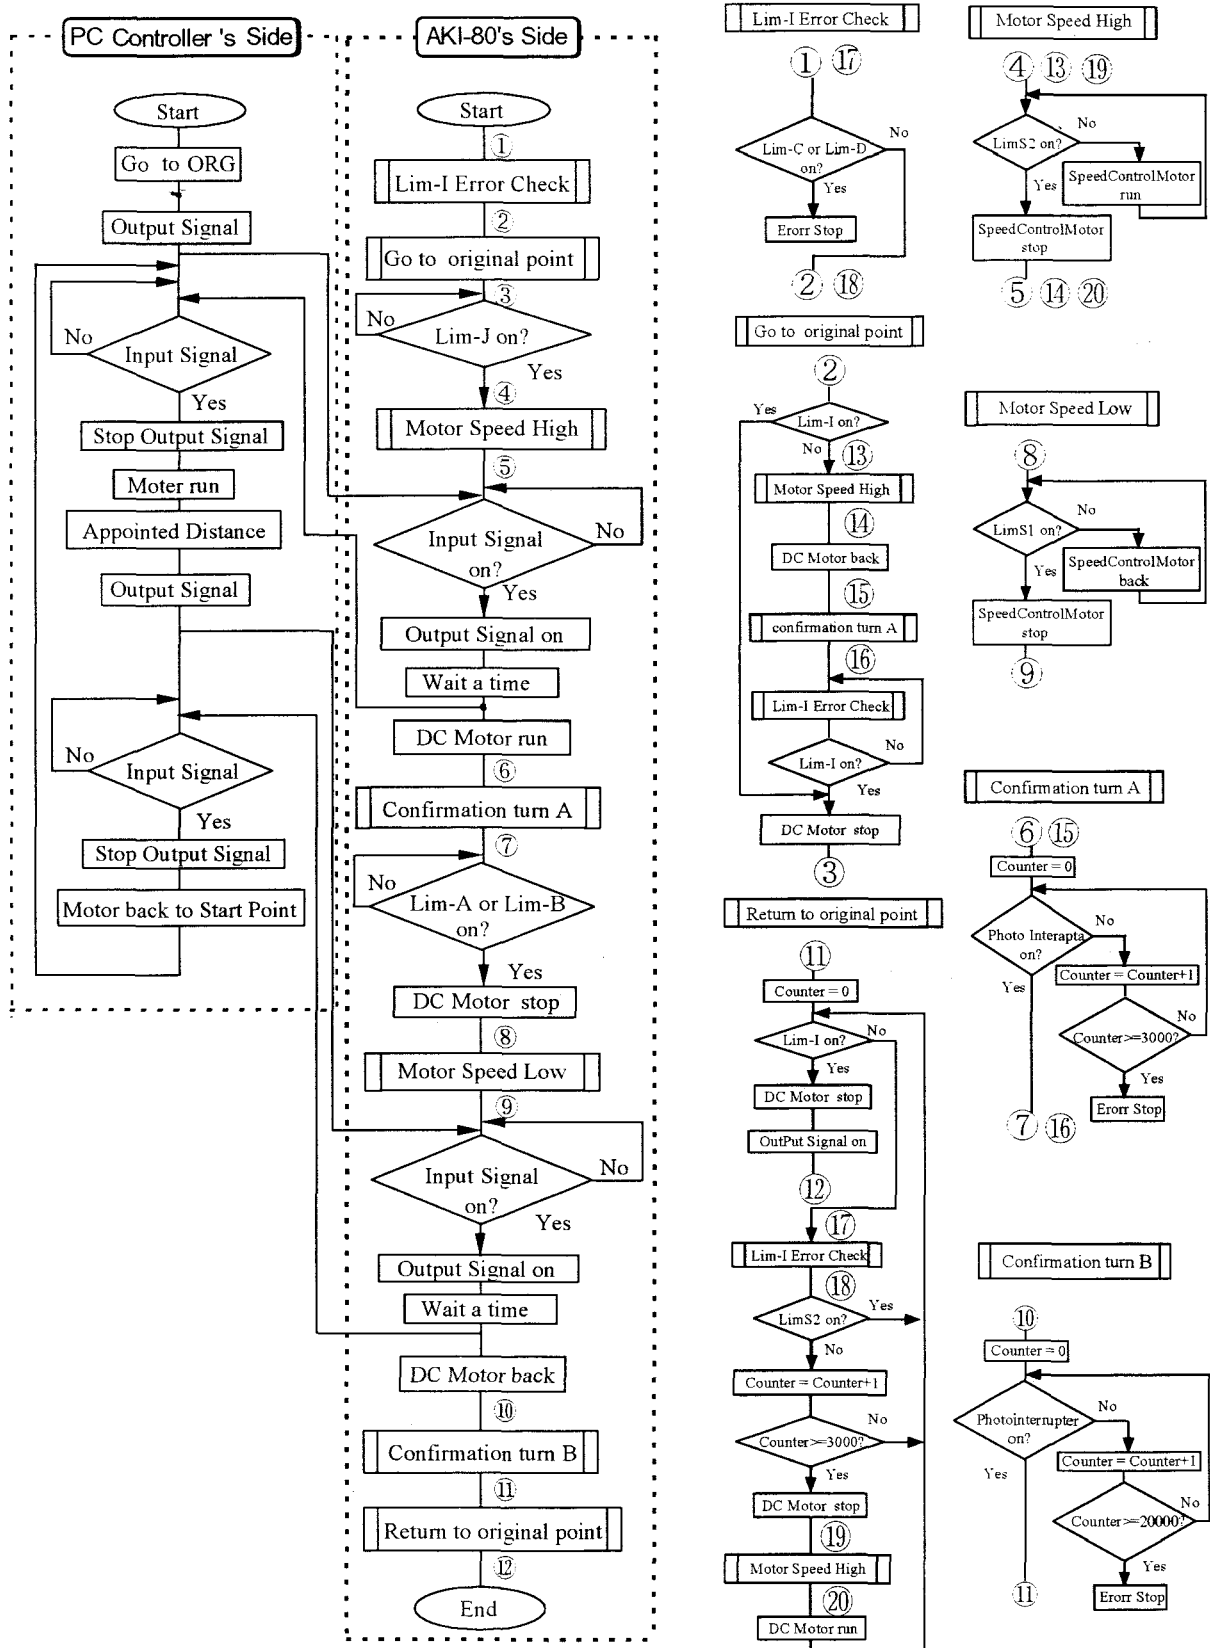 PC Controller's Side
Start
Go to ORG
Output Signal
No
Input Signal
Yes
Stop Output Signal
Moter run
Appointed Distance
Output Signal
No
Input Signal
Yes
Stop Output Signal
Motor back to Start Point
AKI-80's Side
Start
①
Lim-I Error Check
②
Go to original point
③
No
Lim-J on?
Yes
④
Motor Speed High
⑤
Input Signal
on?
No
Yes
Output Signal on
Wait a time
DC Motor run
⑥
Confirmation turn A
⑦
No
Lim-A or Lim-B
on?
Yes
DC Motor stop
⑧
Motor Speed Low
⑨
Input Signal
on?
No
Yes
Output Signal on
Wait a time
DC Motor back
⑩
Confirmation turn B
⑪
Return to original point
⑫
End
Lim-I Error Check
① ⑰
No
Lim-C or Lim-D
on?
Yes
Erorr Stop
② ⑱
Go to original point
②
Yes
Lim-I on?
No
⑬
Motor Speed High
⑭
DC Motor back
⑮
confirmation turn A
⑯
Lim-I Error Check
Lim-I on?
No
Yes
DC Motor stop
③
Return to original point
⑪
Counter = 0
Lim-I on?
No
Yes
DC Motor stop
OutPut Signal on
⑫
⑰
Lim-I Error Check
⑱
LimS2 on?
Yes
No
Counter = Counter+1
Counter>=3000?
No
Yes
DC Motor stop
⑲
Motor Speed High
⑳
DC Motor run
Motor Speed High
④ ⑬ ⑲
LimS2 on?
No
Yes
SpeedControlMotor
run
SpeedControlMotor
stop
⑤ ⑭ ⑳
Motor Speed Low
⑧
LimS1 on?
No
Yes
SpeedControlMotor
back
SpeedControlMotor
stop
⑨
Confirmation turn A
⑥ ⑮
Counter = 0
Photo Interapta
on?
No
Yes
Counter = Counter+1
No
Counter>=3000?
Yes
Erorr Stop
⑦ ⑯
Confirmation turn B
⑩
Counter = 0
Photointerrupter
on?
No
Yes
Counter = Counter+1
No
Counter>=20000?
Yes
Erorr Stop
⑪